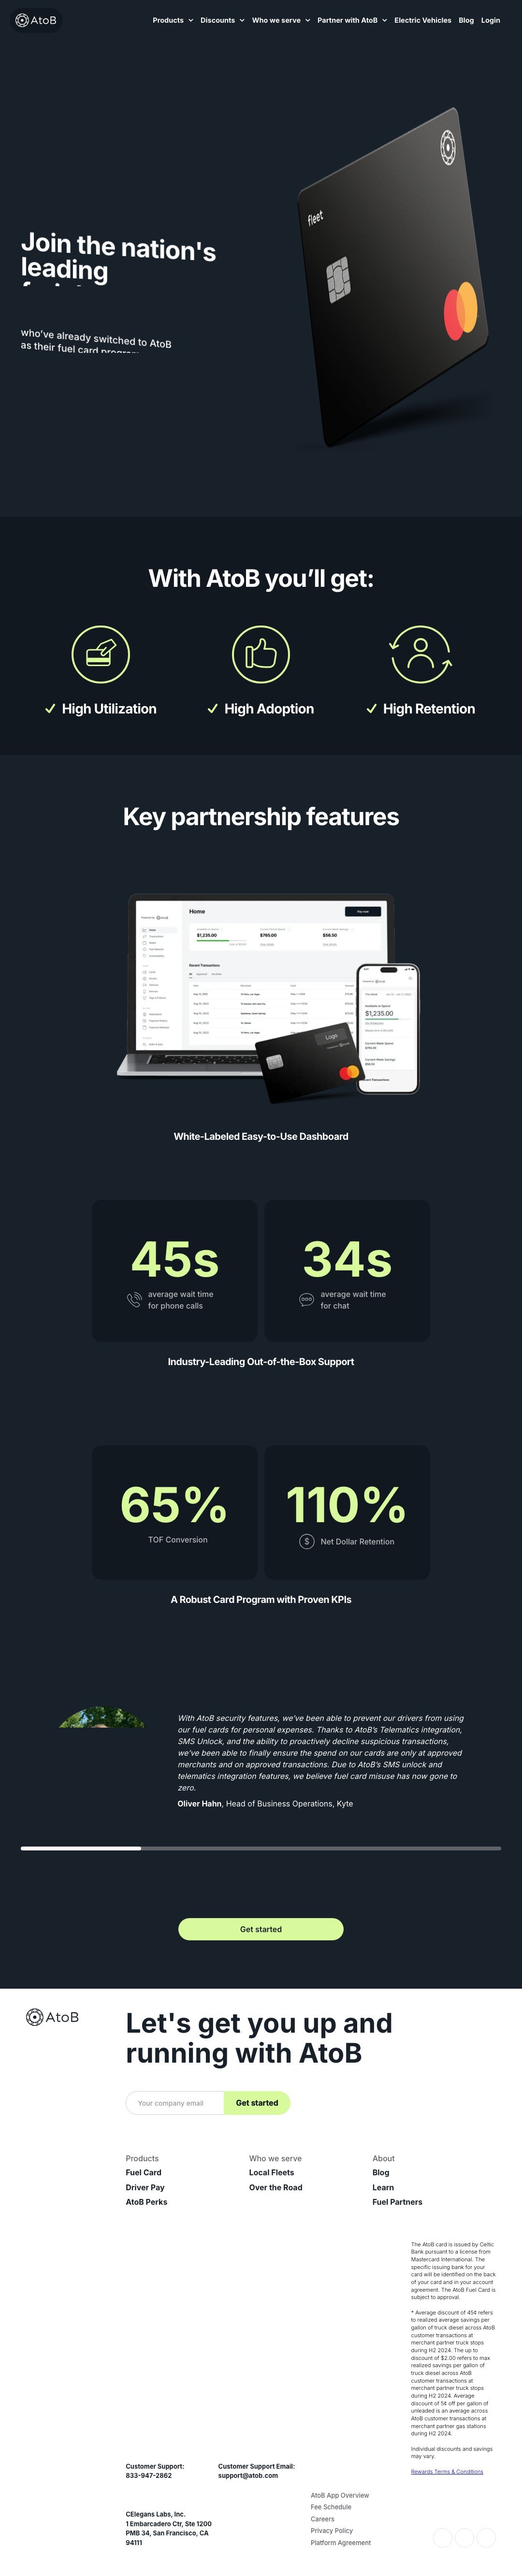 AtoB
Products
Discounts
Who we serve
Partner with AtoB
Electric Vehicles
Blog
Login
fleet
Join the nation's
leading
who've already switched to AtoB
as their fuel card program
With AtoB you’ll get:
High Utilization
High Adoption
High Retention
Key partnership features
Home
$1,235.00
$765.00
$56.50
Recent Transactions
$1,235.00
Logo
White-Labeled Easy-to-Use Dashboard
45s
average wait time
for phone calls
34s
average wait time
for chat
Industry-Leading Out-of-the-Box Support
65%
TOF Conversion
110%
Net Dollar Retention
A Robust Card Program with Proven KPIs
With AtoB security features, we’ve been able to prevent our drivers from using
our fuel cards for personal expenses. Thanks to AtoB’s Telematics integration,
SMS Unlock, and the ability to proactively decline suspicious transactions,
we’ve been able to finally ensure the spend on our cards are only at approved
merchants and on approved transactions. Due to AtoB’s SMS unlock and
telematics integration features, we believe fuel card misuse has now gone to
zero.
Oliver Hahn, Head of Business Operations, Kyte
Get started
AtoB
Let's get you up and
running with AtoB
Your company email
Get started
Products
Fuel Card
Driver Pay
AtoB Perks
Who we serve
Local Fleets
Over the Road
About
Blog
Learn
Fuel Partners
The AtoB card is issued by Celtic
Bank pursuant to a license from
Mastercard International. The
specific issuing bank for your
card will be identified on the back
of your card and in your account
agreement. The AtoB Fuel Card is
subject to approval.
* Average discount of 45¢ refers
to realized average savings per
gallon of truck diesel across AtoB
customer transactions at
merchant partner truck stops
during H2 2024. The up to
discount of $2.00 refers to max
realized savings per gallon of
truck diesel across AtoB
customer transactions at
merchant partner truck stops
during H2 2024. Average
discount of 5¢ off per gallon of
unleaded is an average across
AtoB customer transactions at
merchant partner gas stations
during H2 2024.
Individual discounts and savings
may vary.
Rewards Terms & Conditions
Customer Support:
833-947-2862
Customer Support Email:
support@atob.com
CElegans Labs, Inc.
1 Embarcadero Ctr, Ste 1200
PMB 34, San Francisco, CA
94111
AtoB App Overview
Fee Schedule
Careers
Privacy Policy
Platform Agreement